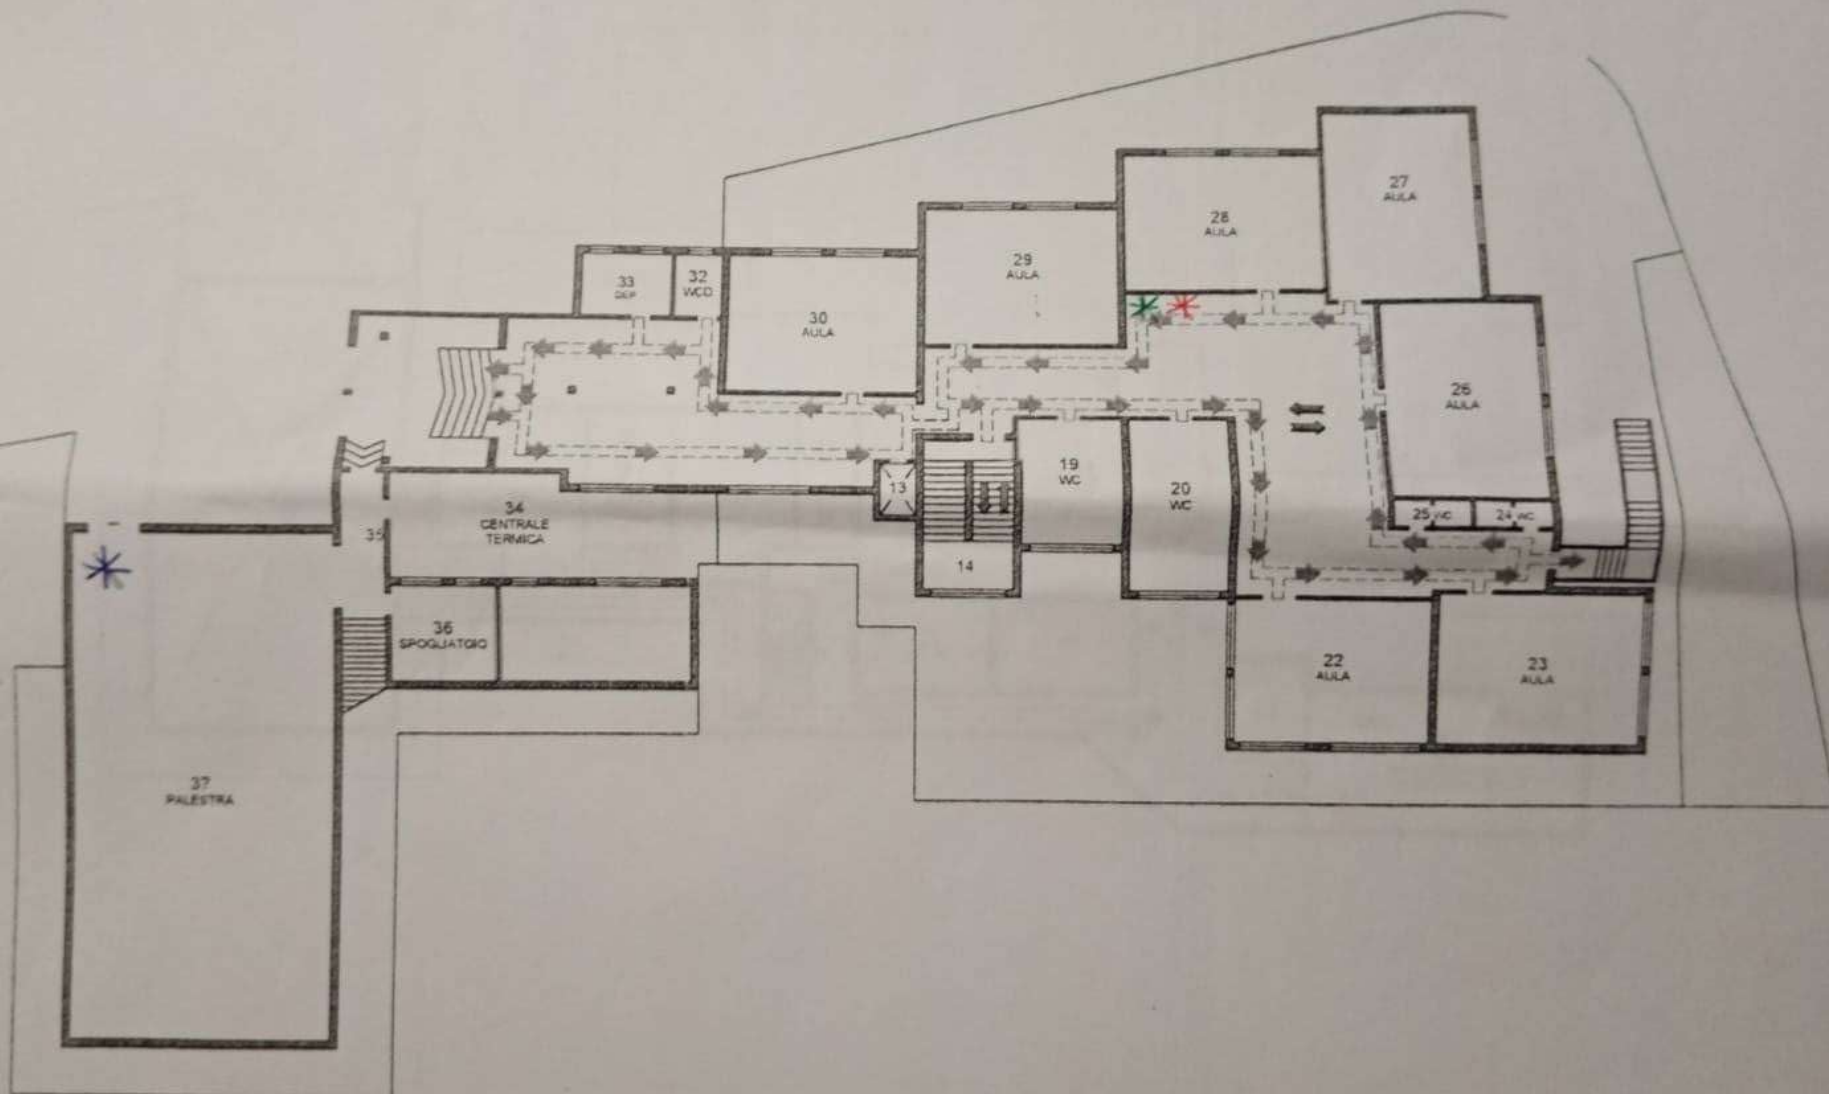 27
AULA
28
AULA
29
AULA
33
DEP
32
WCD
30
AULA
26
AULA
19
WC
20
WC
13
34
CENTRALE
TERMICA
35
25 WC
24 WC
14
36
SPOGLIATOIO
22
AULA
23
AULA
37
PALESTRA